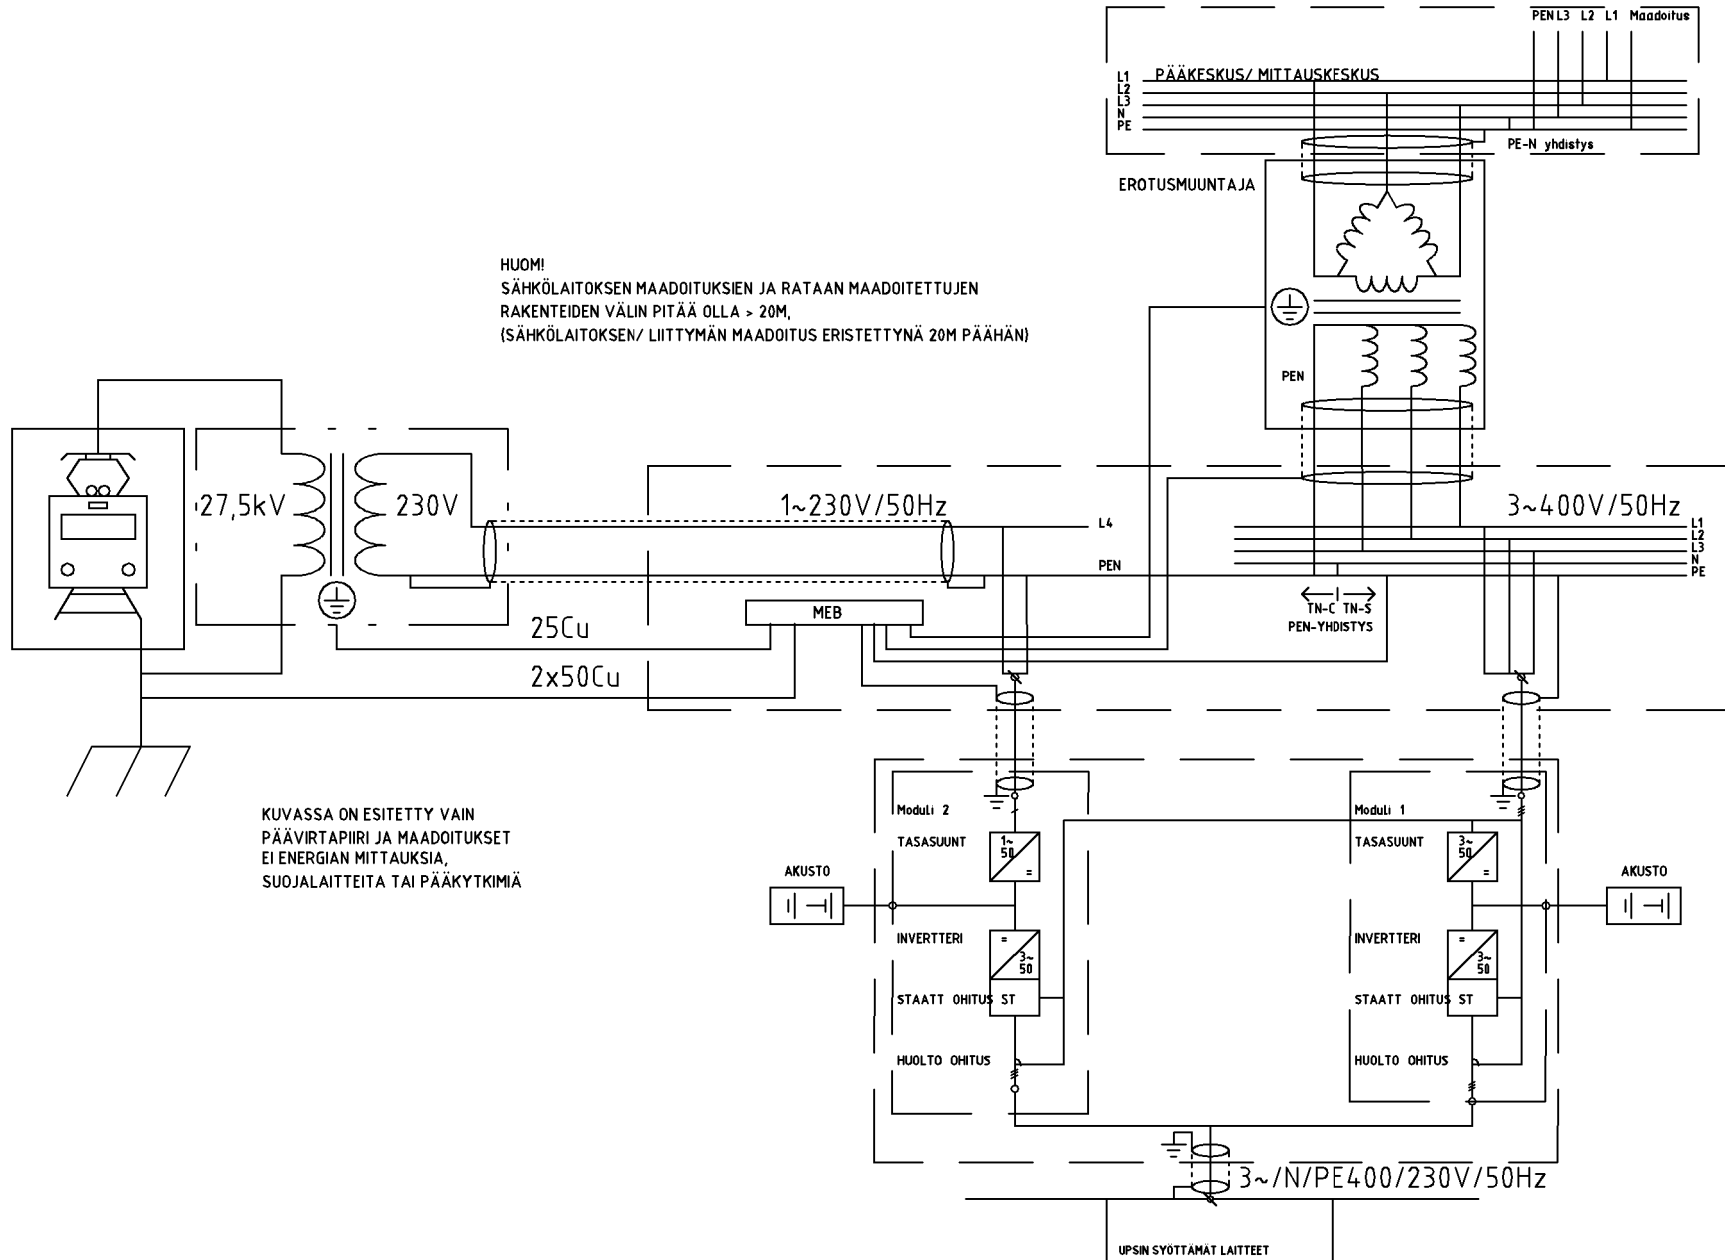 PEN L3 L2 L1 Maadoitus
PÄÄKESKUS/ MITTAUSKESKUS
L1
L2
L3
N
PE
PE-N yhdistys
EROTUSMUUNTAJA
HUOM!
SÄHKÖLAITOKSEN MAADOITUKSIEN JA RATAAN MAADOITETTUJEN
RAKENTEIDEN VÄLIN PITÄÄ OLLA > 20M,
(SÄHKÖLAITOKSEN/ LIITTYMÄN MAADOITUS ERISTETTYNÄ 20M PÄÄHÄN)
PEN
27,5kV
230V
1~230V/50Hz
3~400V/50Hz
L4
PEN
L1
L2
L3
N
PE
TN-C TN-S
PEN-YHDISTYS
MEB
25Cu
2x50Cu
KUVASSA ON ESITETTY VAIN
PÄÄVIRTAPIIRI JA MAADOITUKSET
EI ENERGIAN MITTAUKSIA,
SUOJALAITTEITA TAI PÄÄKYTKIMIÄ
Moduli 2
TASASUUNT
1~
50
=
AKUSTO
INVERTTERI
=
3~
50
STAATT OHITUS ST
HUOLTO OHITUS
Moduli 1
TASASUUNT
3~
50
=
AKUSTO
INVERTTERI
=
3~
50
STAATT OHITUS ST
HUOLTO OHITUS
3~/N/PE400/230V/50Hz
UPSIN SYÖTTÄMÄT LAITTEET